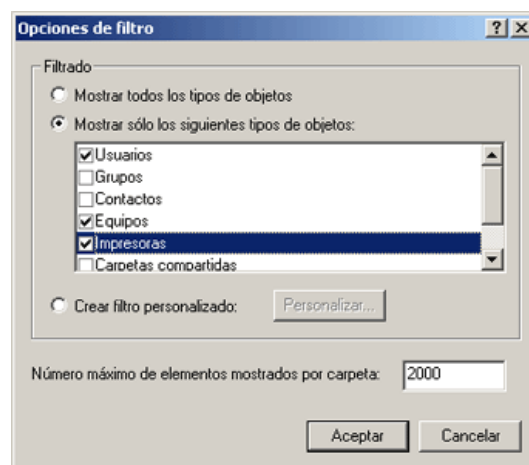 Opciones de filtro
Filtrado
Mostrar todos los tipos de objetos
Mostrar sólo los siguientes tipos de objetos:
Usuarios
Grupos
Contactos
Equipos
Impresoras
Carpetas compartidas
Crear filtro personalizado:
Personalizar...
Número máximo de elementos mostrados por carpeta:
2000
Aceptar
Cancelar